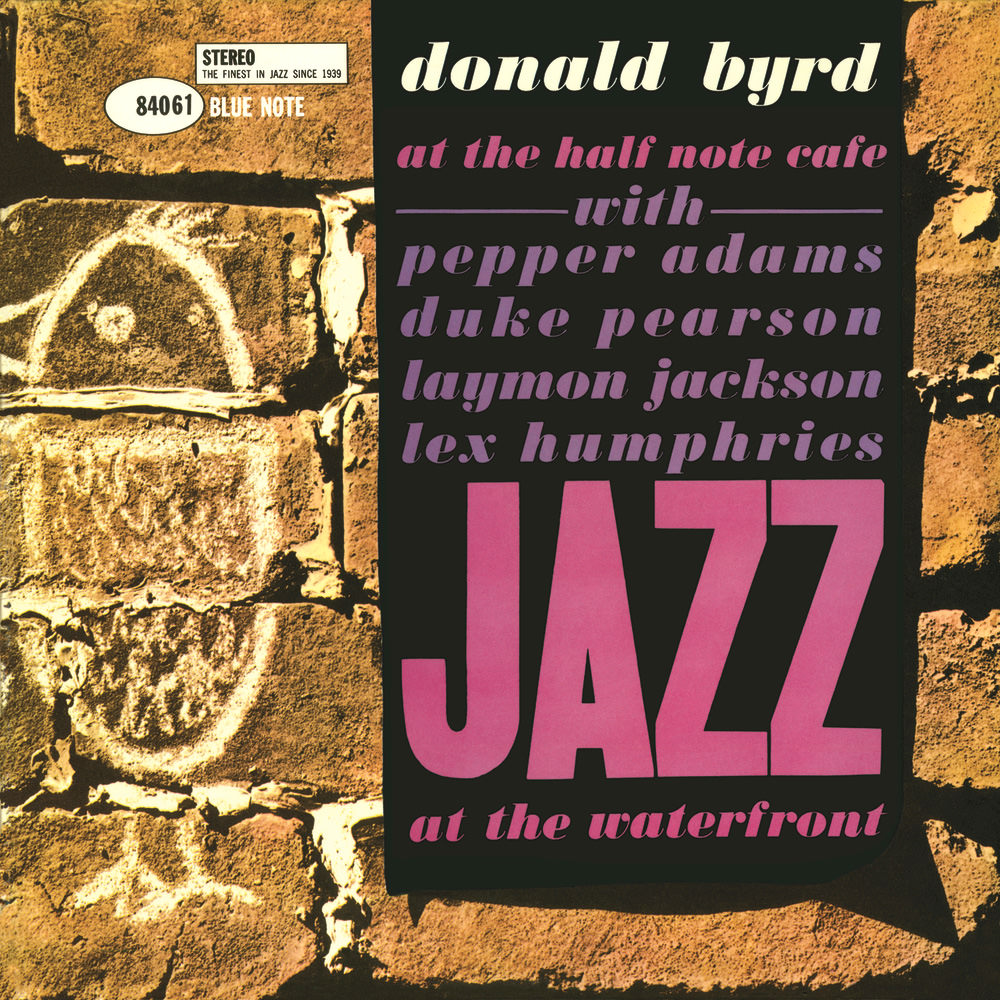 STEREO
THE FINEST IN JAZZ SINCE 1939
84061 BLUE NOTE
donald byrd
at the half note cafe
with
pepper adams
duke pearson
laymon jackson
lex humphries
JAZZ
at the waterfront